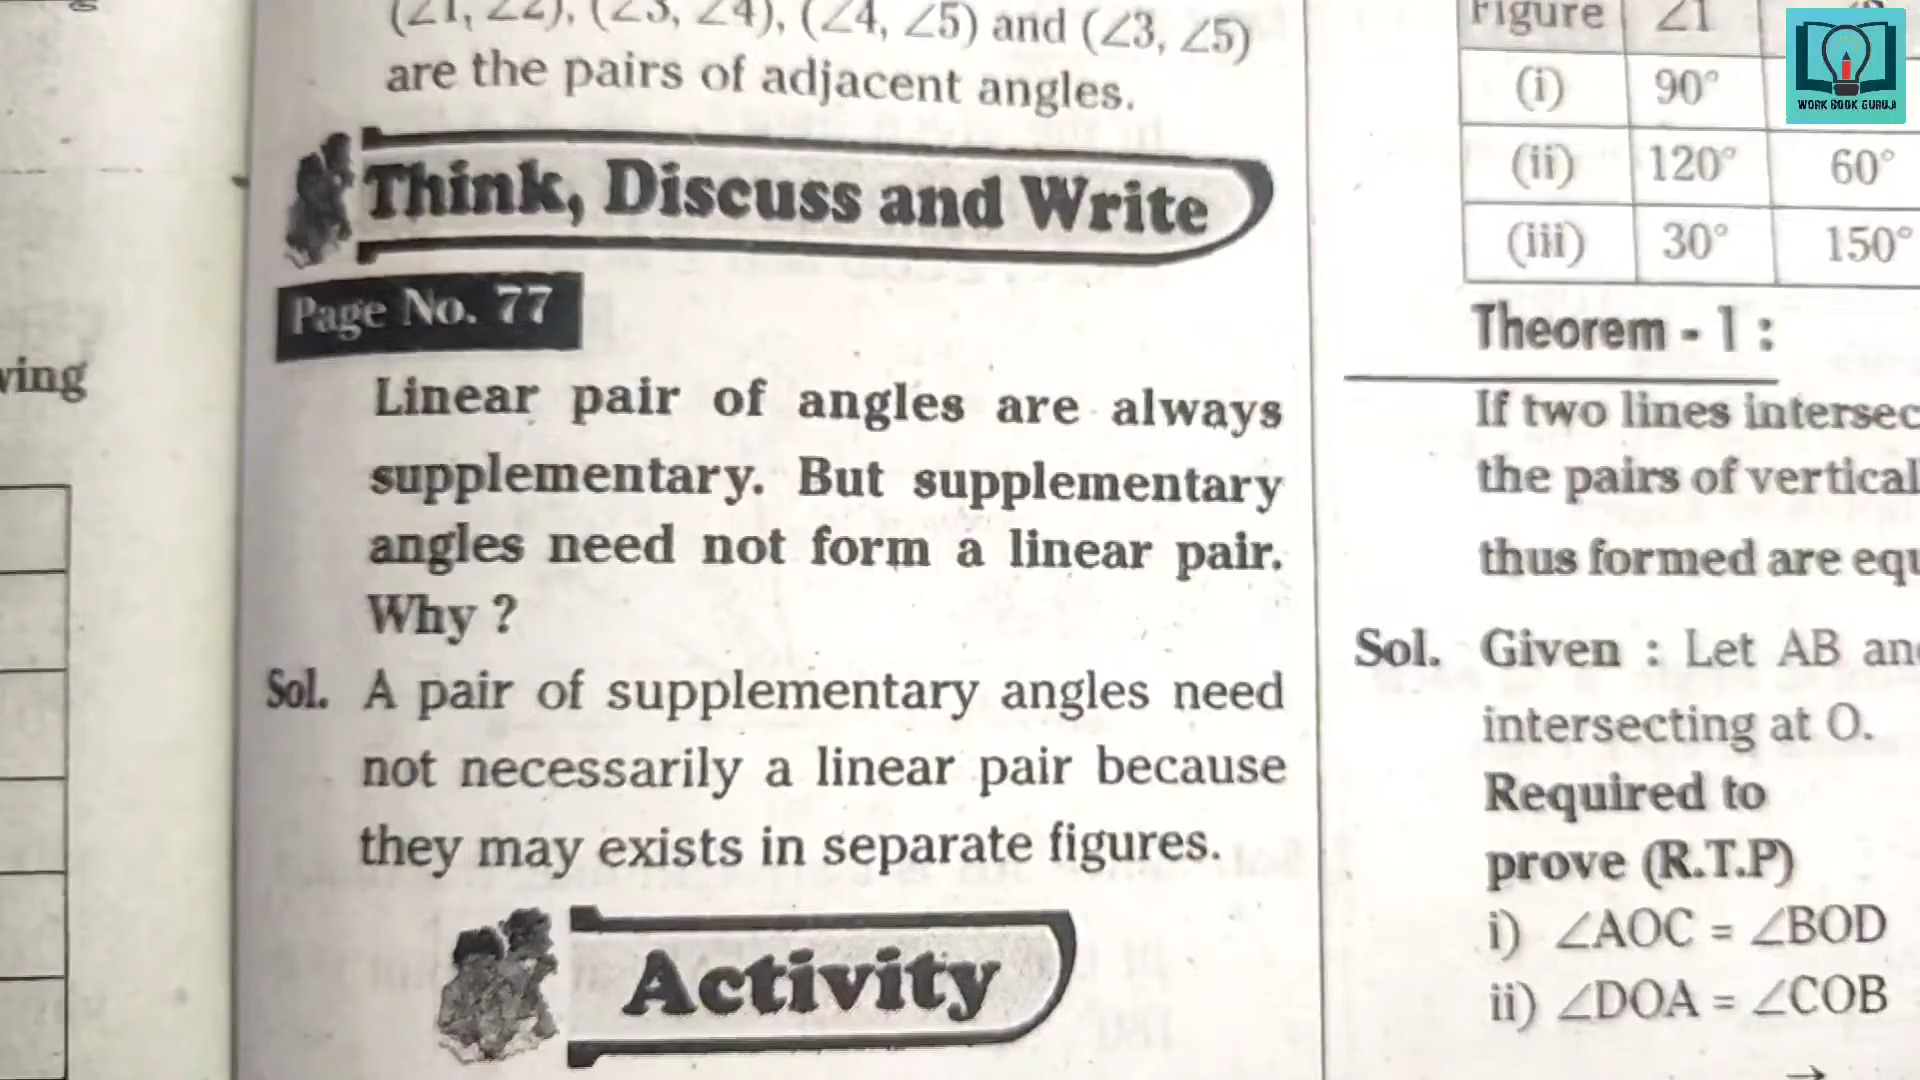 (∠1, ∠2), (∠3, ∠4), (∠4, ∠5) and (∠3, ∠5)
are the pairs of adjacent angles.
Think, Discuss and Write
Page No. 77
Linear pair of angles are always
supplementary. But supplementary
angles need not form a linear pair.
Why ?
Sol. A pair of supplementary angles need
not necessarily a linear pair because
they may exists in separate figures.
Activity
ving
Figure ∠1
(i) 90°
(ii) 120° 60°
(iii) 30° 150°
Theorem - 1 :
If two lines intersec
the pairs of vertical
thus formed are equ
Sol. Given : Let AB an
intersecting at O.
Required to
prove (R.T.P)
i) ∠AOC = ∠BOD
ii) ∠DOA = ∠COB
WORK BOOK GURUJI